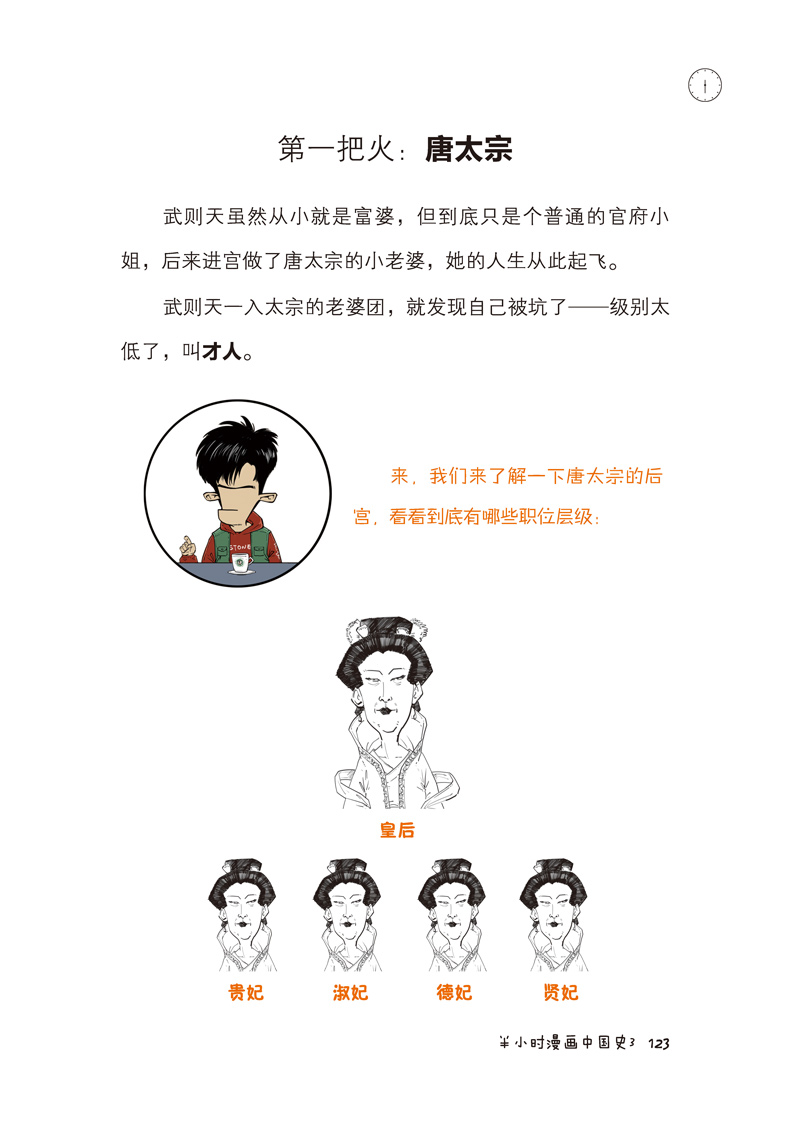 第一把火：唐太宗
武则天虽然从小就是富婆，但到底只是个普通的官府小
姐，后来进宫做了唐太宗的小老婆，她的人生从此起飞。
武则天一入太宗的老婆团，就发现自己被坑了——级别太
低了，叫才人。
来，我们来了解一下唐太宗的后
宫，看看到底有哪些职位层级：
STONE
皇后
贵妃 淑妃 德妃 贤妃
半小时漫画中国史3 123